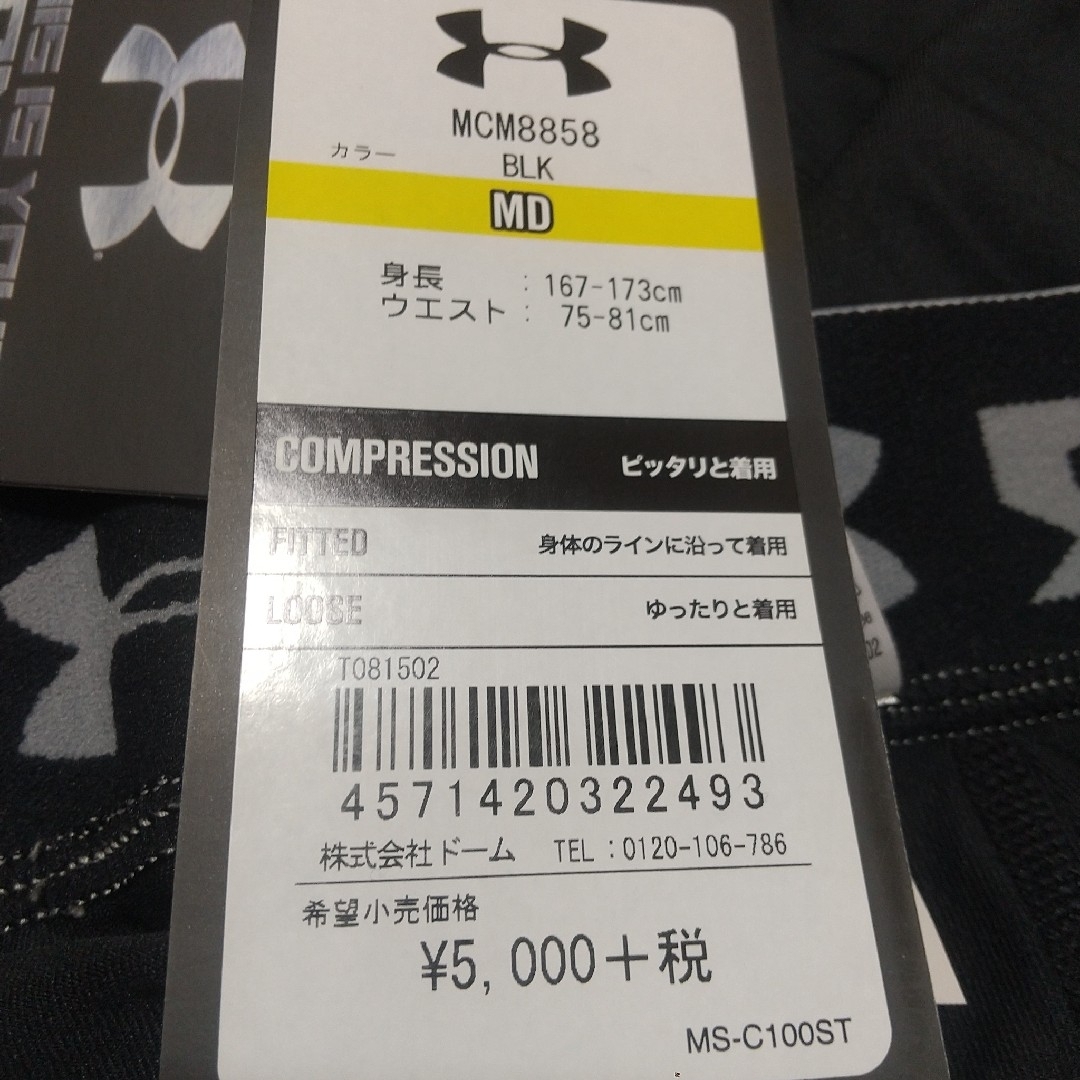 MCM8858
カラー
BLK
MD
身長 : 167-173cm
ウエスト : 75-81cm
COMPRESSION ピッタリと着用
FITTED 身体のラインに沿って着用
LOOSE ゆったりと着用
T081502
4571420322493
株式会社ドーム TEL:0120-106-786
希望小売価格
¥5,000+税
MS-C100ST
02